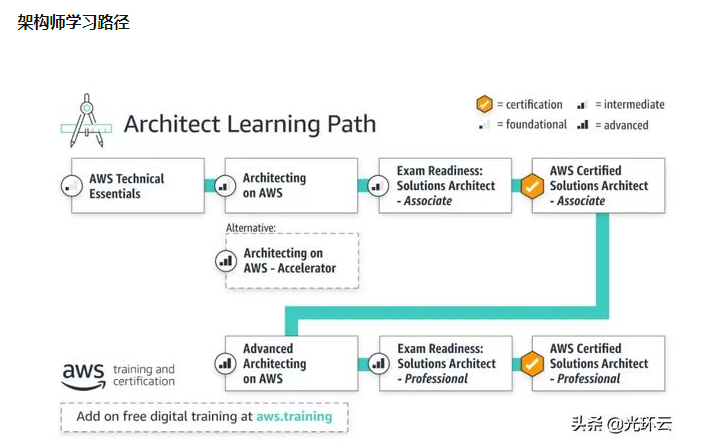 架构师学习路径
Architect Learning Path
= certification
= intermediate
= foundational
= advanced
AWS Technical
Essentials
Architecting
on AWS
Exam Readiness:
Solutions Architect
- Associate
AWS Certified
Solutions Architect
- Associate
Alternative:
Architecting on
AWS - Accelerator
Advanced
Architecting
on AWS
Exam Readiness:
Solutions Architect
- Professional
AWS Certified
Solutions Architect
- Professional
aws training and
certification
Add on free digital training at aws.training
头条 @光环云